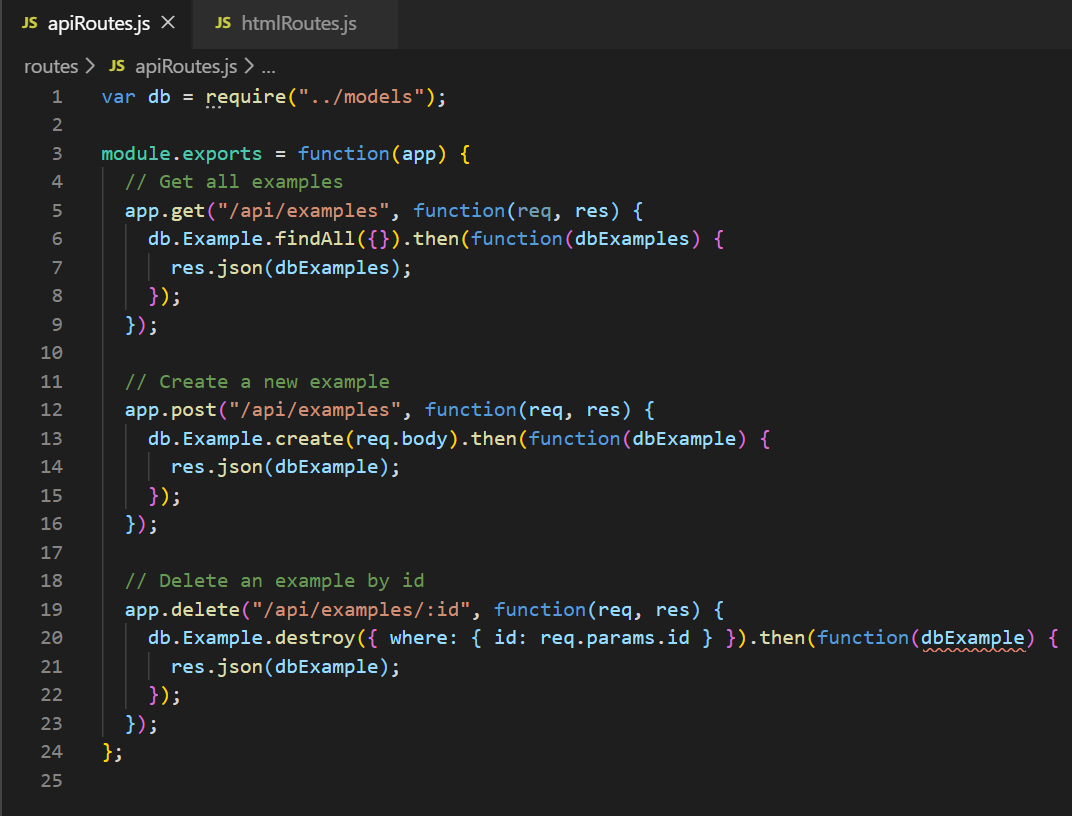 JS apiRoutes.js × JS htmlRoutes.js
routes > JS apiRoutes.js > ...
1 var db = require("../models");
2
3 module.exports = function(app) {
4   // Get all examples
5   app.get("/api/examples", function(req, res) {
6     db.Example.findAll({}).then(function(dbExamples) {
7       res.json(dbExamples);
8     });
9   });
10
11   // Create a new example
12   app.post("/api/examples", function(req, res) {
13     db.Example.create(req.body).then(function(dbExample) {
14       res.json(dbExample);
15     });
16   });
17
18   // Delete an example by id
19   app.delete("/api/examples/:id", function(req, res) {
20     db.Example.destroy({ where: { id: req.params.id } }).then(function(dbExample) {
21       res.json(dbExample);
22     });
23   });
24 };
25